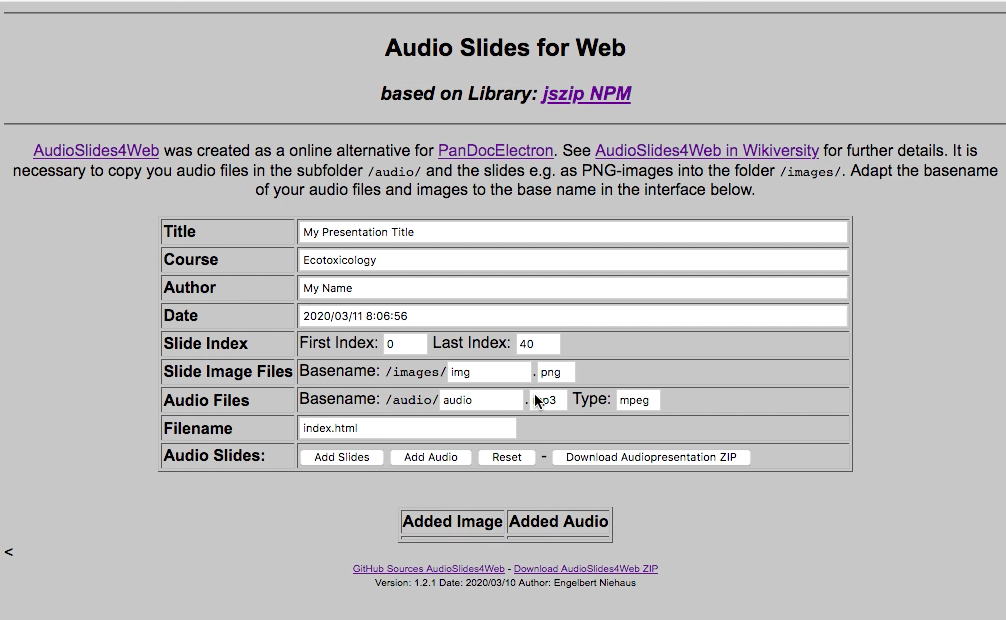 Audio Slides for Web
based on Library: jszip NPM
AudioSlides4Web was created as a online alternative for PanDocElectron. See AudioSlides4Web in Wikiversity for further details. It is
necessary to copy you audio files in the subfolder /audio/ and the slides e.g. as PNG-images into the folder /images/. Adapt the basename
of your audio files and images to the base name in the interface below.
Title My Presentation Title
Course Ecotoxicology
Author My Name
Date 2020/03/11 8:06:56
Slide Index First Index: 0 Last Index: 40
Slide Image Files Basename: /images/ img . png
Audio Files Basename: /audio/ audio . Type: mpeg
Filename index.html
Audio Slides: Add Slides Add Audio Reset - Download Audiopresentation ZIP
Added Image Added Audio
<
GitHub Sources AudioSlides4Web - Download AudioSlides4Web ZIP
Version: 1.2.1 Date: 2020/03/10 Author: Engelbert Niehaus